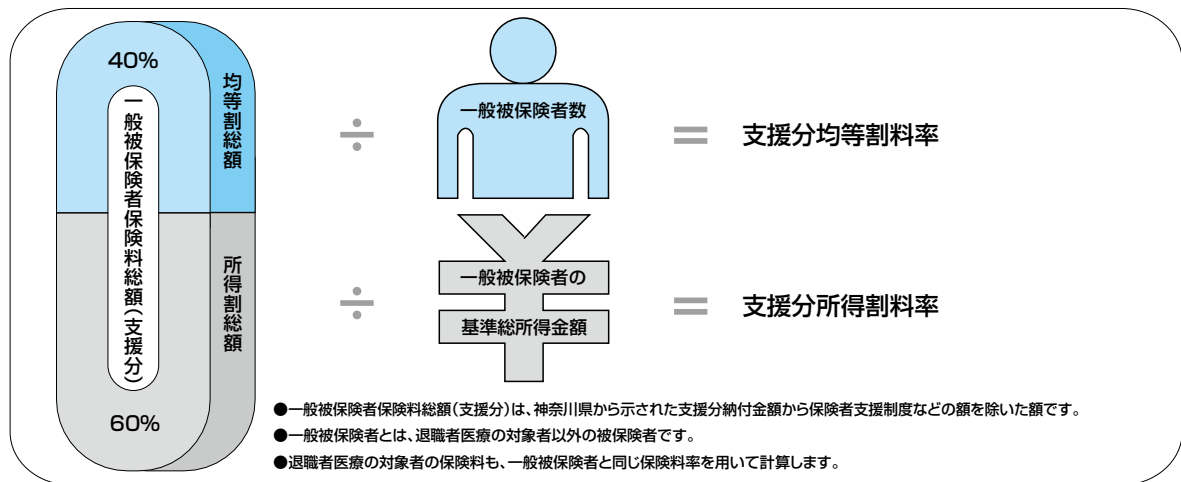 40%
均等割総額
一般被保険者保険料総額(支援分)
所得割総額
60%
÷
一般被保険者数
=
支援分均等割料率
÷
一般被保険者の
基準総所得金額
=
支援分所得割料率
●一般被保険者保険料総額(支援分)は、神奈川県から示された支援分納付金額から保険者支援制度などの額を除いた額です。
●一般被保険者とは、退職者医療の対象者以外の被保険者です。
●退職者医療の対象者の保険料も、一般被保険者と同じ保険料率を用いて計算します。